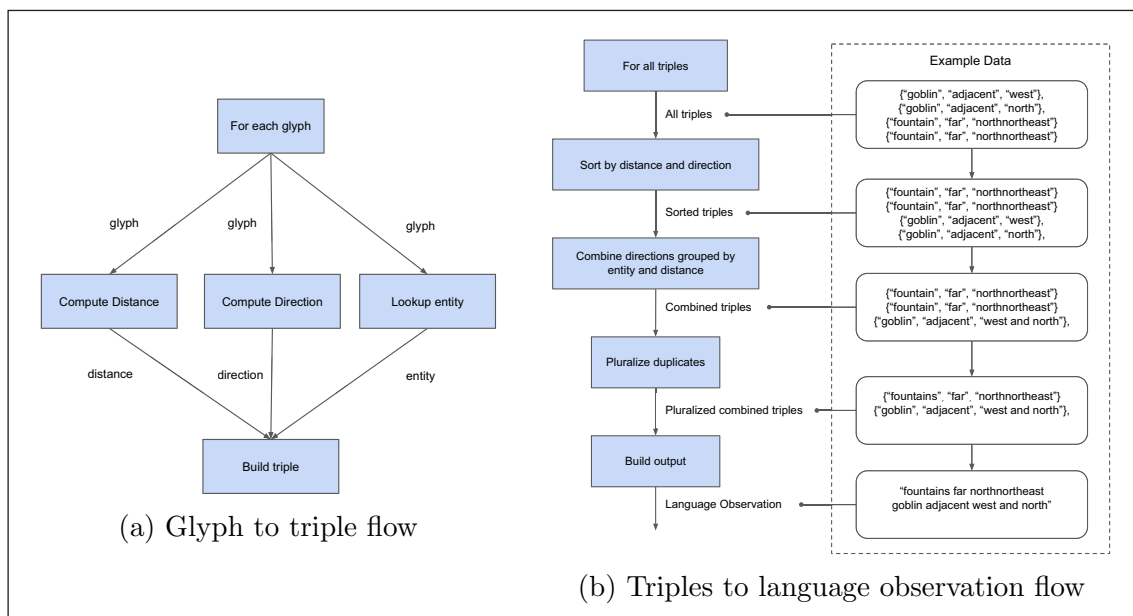 For each glyph
glyph
glyph
glyph
Compute Distance
Compute Direction
Lookup entity
distance
direction
entity
Build triple
(a) Glyph to triple flow
For all triples
All triples
Sort by distance and direction
Sorted triples
Combine directions grouped by
entity and distance
Combined triples
Pluralize duplicates
Pluralized combined triples
Build output
Language Observation
Example Data
{“goblin”, “adjacent”, “west”},
{“goblin”, “adjacent”, “north”},
{“fountain”, “far”, “northnortheast”}
{“fountain”, “far”, “northnortheast”}
{“fountain”, “far”, “northnortheast”}
{“fountain”, “far”, “northnortheast”}
{“goblin”, “adjacent”, “west”},
{“goblin”, “adjacent”, “north”},
{“fountain”, “far”, “northnortheast”}
{“fountain”, “far”, “northnortheast”}
{“goblin”, “adjacent”, “west and north”},
{“fountains”, “far”, “northnortheast”}
{“goblin”, “adjacent”, “west and north”},
“fountains far northnortheast
goblin adjacent west and north”
(b) Triples to language observation flow